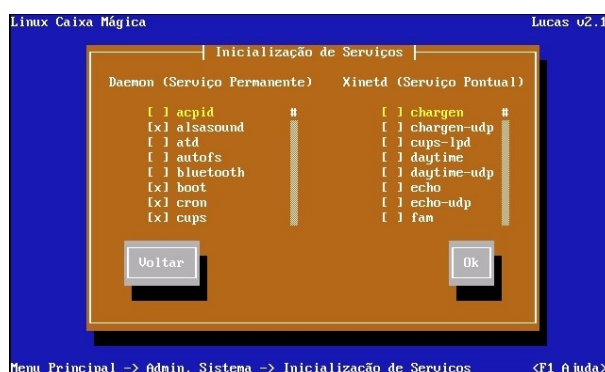 Linux Caixa Mágica Lucas v2.1
Inicialização de Serviços
Daemon (Serviço Permanente) Xinetd (Serviço Pontual)
[ ] acpid #
[x] alsasound
[ ] atd
[ ] autofs
[ ] bluetooth
[x] boot
[x] cron
[x] cups
[ ] chargen #
[ ] chargen-udp
[ ] cups-lpd
[ ] daytime
[ ] daytime-udp
[ ] echo
[ ] echo-udp
[ ] fam
Voltar Ok
Menu Principal -> Admin. Sistema -> Inicialização de Serviços <F1 Ajuda>